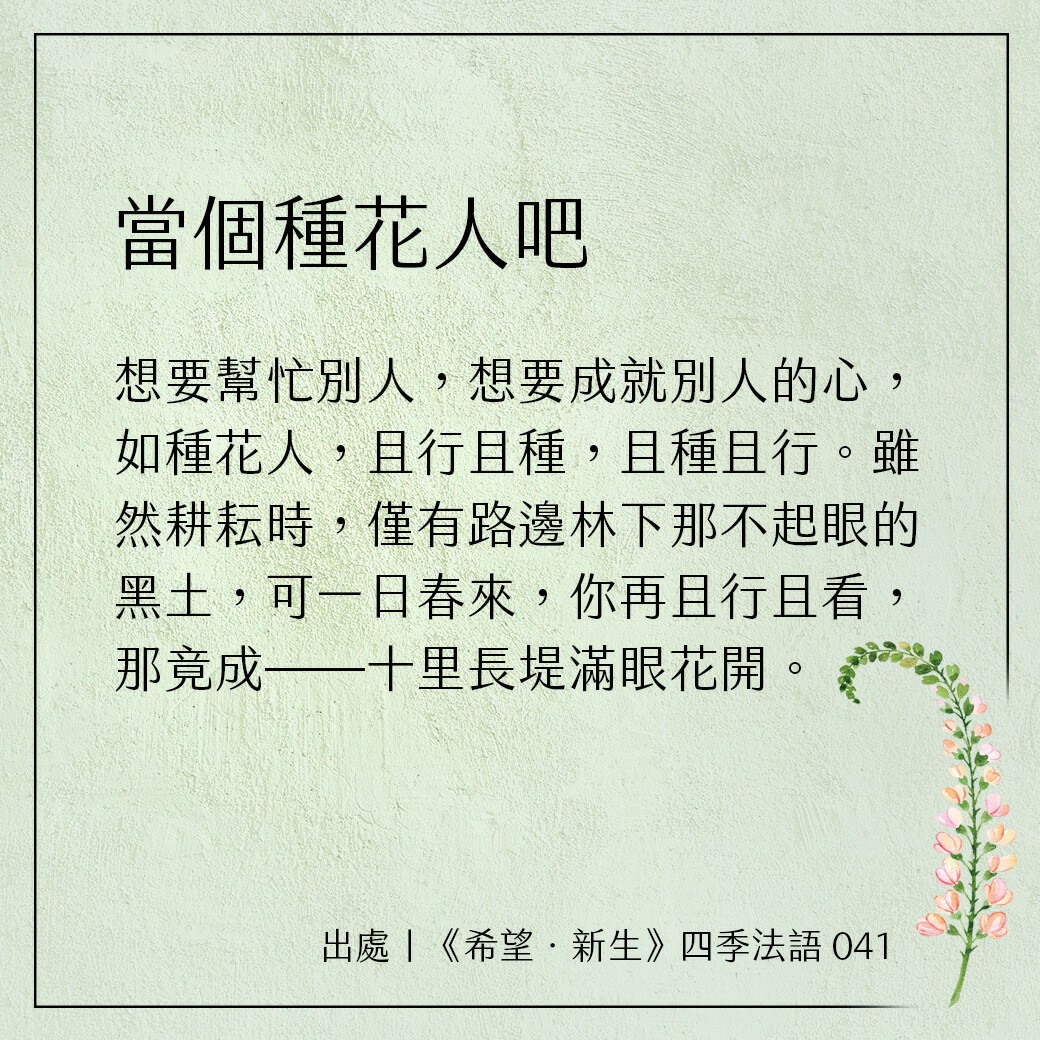 當個種花人吧
想要幫忙別人，想要成就別人的心，
如種花人，且行且種，且種且行。雖
然耕耘時，僅有路邊林下那不起眼的
黑土，可一日春來，你再且行且看，
那竟成——十里長堤滿眼花開。
出處｜《希望．新生》四季法語 041